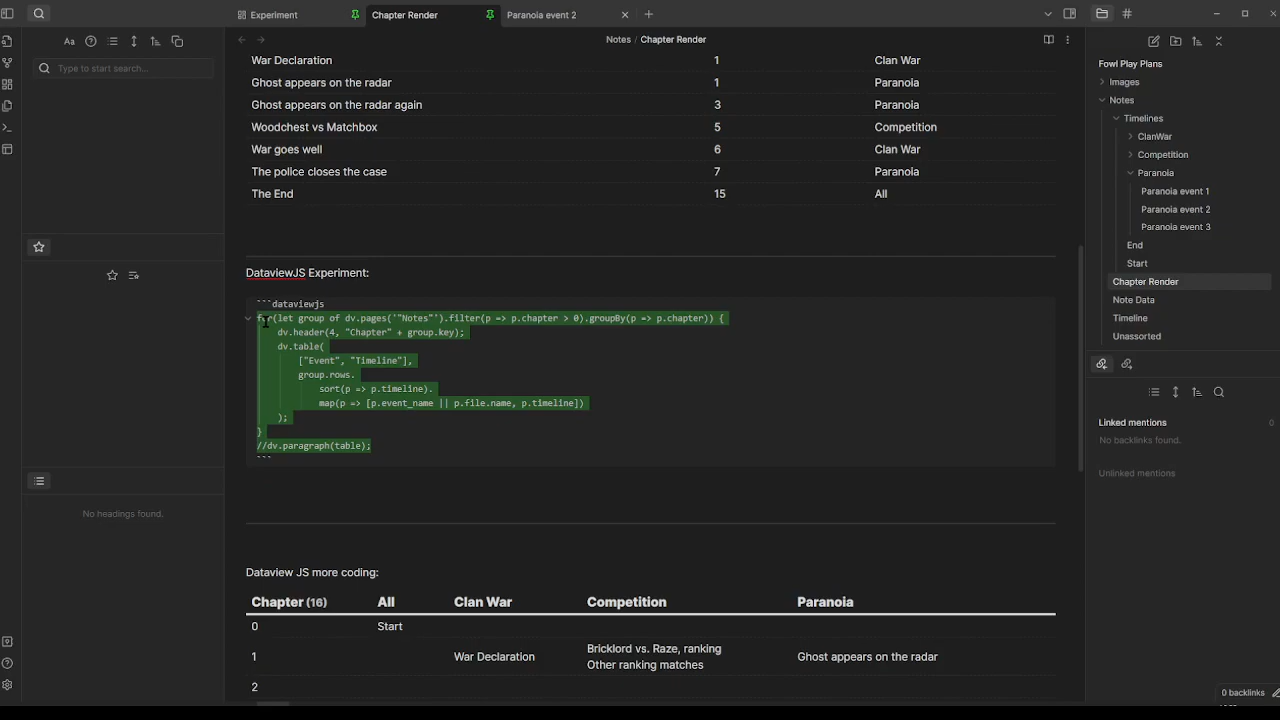 Experiment
Chapter Render
Paranoia event 2
Aa
Type to start search...
No headings found.
Notes / Chapter Render
War Declaration 1 Clan War
Ghost appears on the radar 1 Paranoia
Ghost appears on the radar again 3 Paranoia
Woodchest vs Matchbox 5 Competition
War goes well 6 Clan War
The police closes the case 7 Paranoia
The End 15 All
DataviewJS Experiment:
```dataviewjs
for(let group of dv.pages('"Notes"').filter(p => p.chapter > 0).groupBy(p => p.chapter)) {
dv.header(4, "Chapter" + group.key);
dv.table(
["Event", "Timeline"],
group.rows.
sort(p => p.timeline).
map(p => [p.event_name || p.file.name, p.timeline])
);
}
//dv.paragraph(table);
```
Dataview JS more coding:
Chapter (16) All Clan War Competition Paranoia
0 Start
1 War Declaration Bricklord vs. Raze, ranking Ghost appears on the radar
Other ranking matches
2
Fowl Play Plans
Images
Notes
Timelines
ClanWar
Competition
Paranoia
Paranoia event 1
Paranoia event 2
Paranoia event 3
End
Start
Chapter Render
Note Data
Timeline
Unassorted
Linked mentions 0
No backlinks found.
Unlinked mentions
0 backlinks